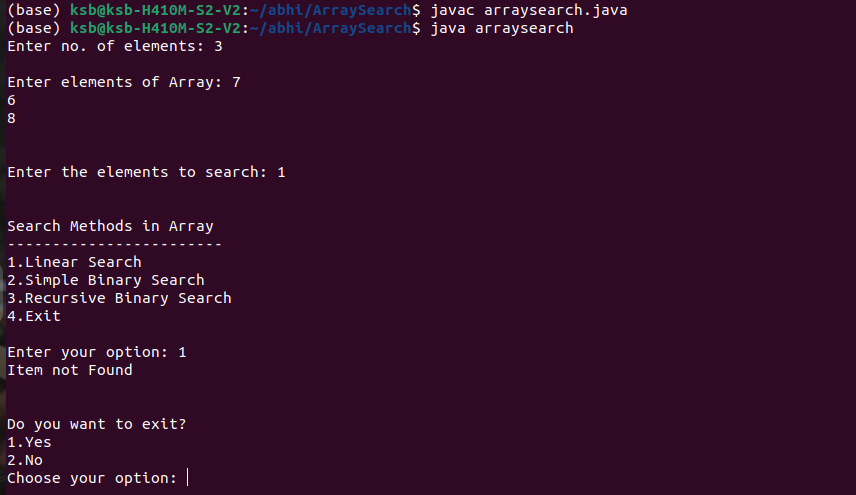 (base) ksb@ksb-H410M-S2-V2:~/abhi/ArraySearch$ javac arraysearch.java
(base) ksb@ksb-H410M-S2-V2:~/abhi/ArraySearch$ java arraysearch
Enter no. of elements: 3
Enter elements of Array: 7
6
8
Enter the elements to search: 1
Search Methods in Array
------------------------
1.Linear Search
2.Simple Binary Search
3.Recursive Binary Search
4.Exit
Enter your option: 1
Item not Found
Do you want to exit?
1.Yes
2.No
Choose your option: